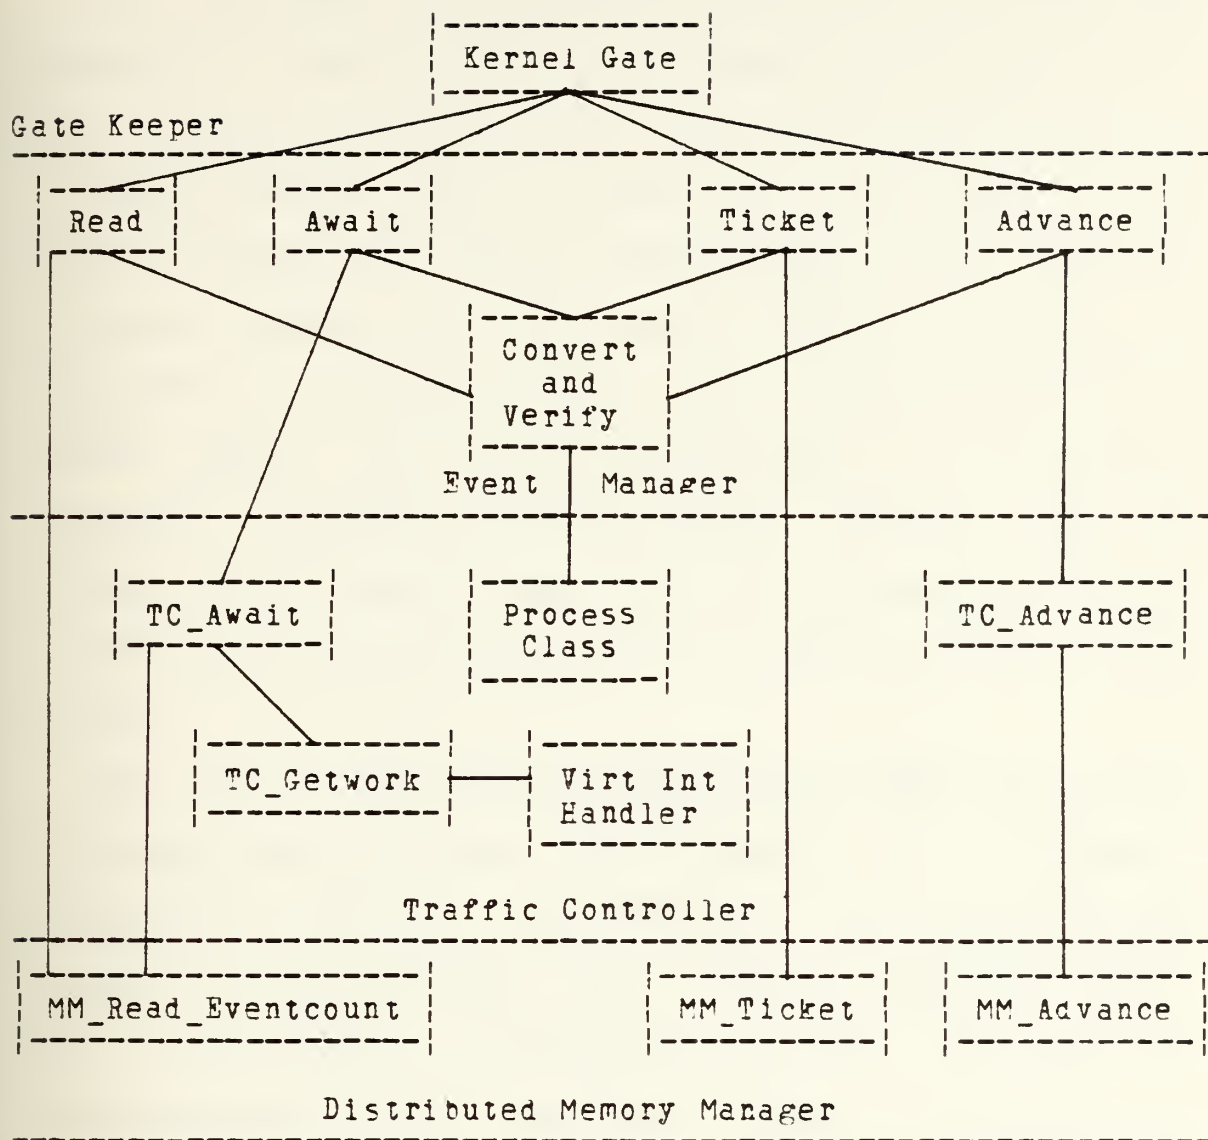 Kernel Gate
Gate Keeper
Read
Await
Ticket
Advance
Convert
and
Verify
Event Manager
TC_Await
Process
Class
TC_Advance
TC_Getwork
Virt Int
Handler
Traffic Controller
MM_Read_Eventcount
MM_Ticket
MM_Advance
Distributed Memory Manager